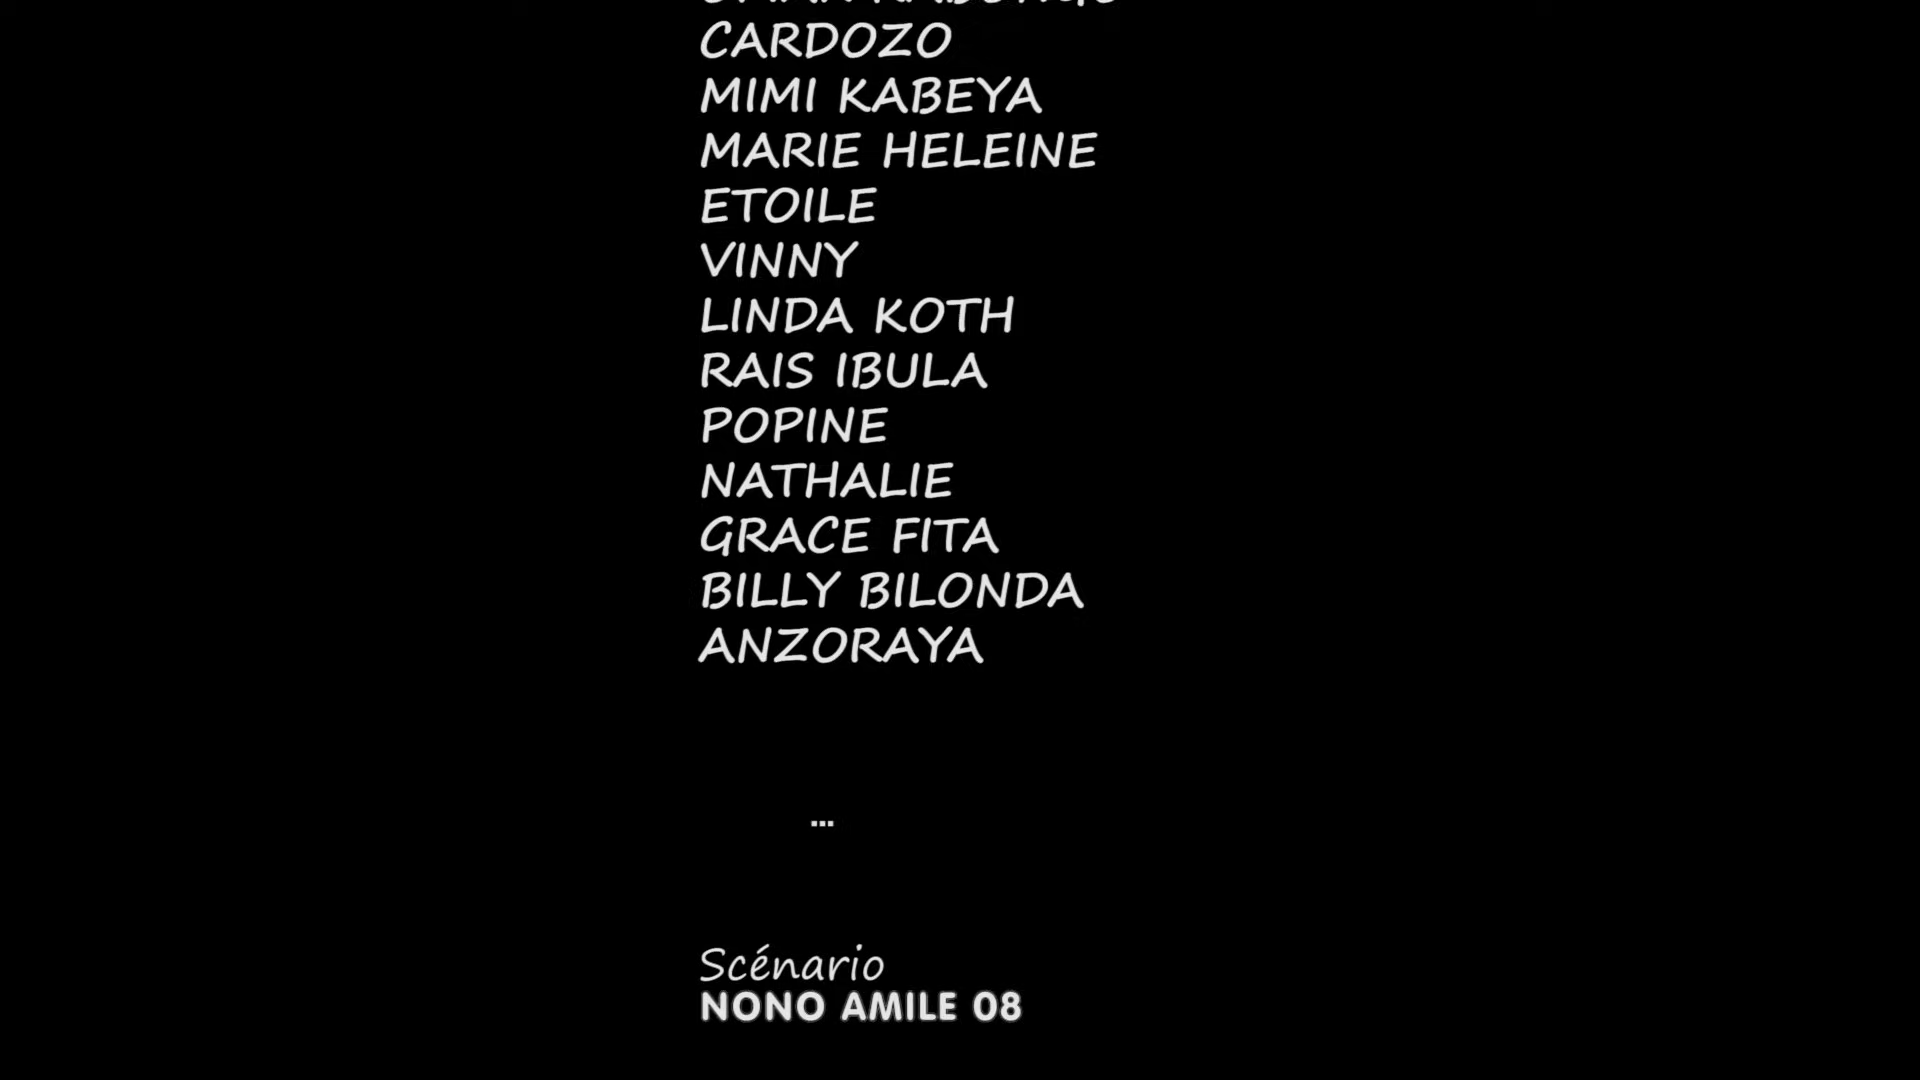 CARDOZO
MIMI KABEYA
MARIE HELEINE
ETOILE
VINNY
LINDA KOTH
RAIS IBULA
POPINE
NATHALIE
GRACE FITA
BILLY BILONDA
ANZORAYA
...
Scénario
NONO AMILE 08